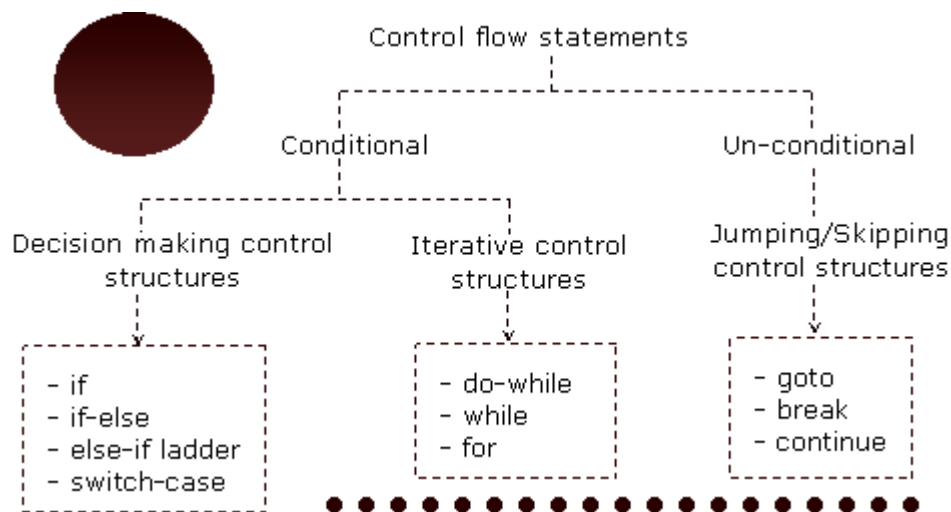 Control flow statements
Conditional
Un-conditional
Decision making control
structures
Iterative control
structures
Jumping/Skipping
control structures
- if
- if-else
- else-if ladder
- switch-case
- do-while
- while
- for
- goto
- break
- continue